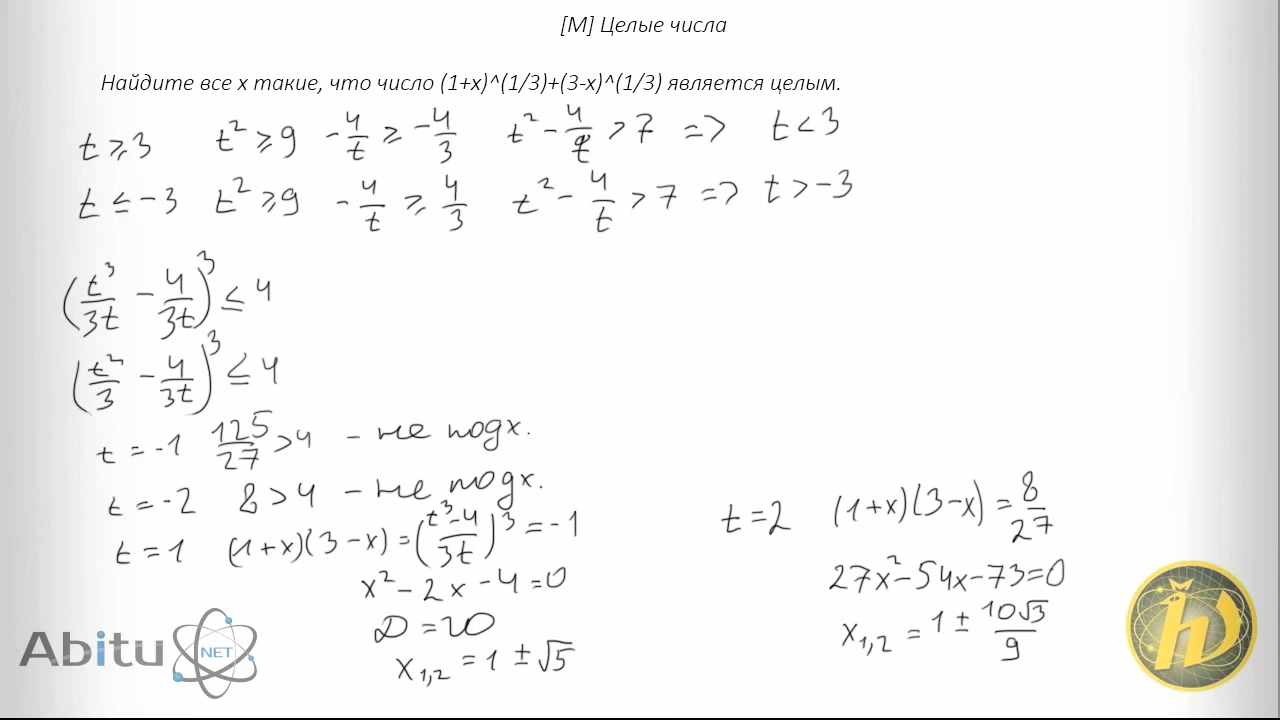 [М] Целые числа
Найдите все x такие, что число (1+x)^(1/3)+(3-x)^(1/3) является целым.
t ⩾ 3 t² ⩾ 9 -4/t ⩾ -4/3 t² - 4/t > 7 => t < 3
t ≤ -3 t² ⩾ 9 -4/t ⩾ 4/3 t² - 4/t > 7 => t > -3
(t³/3t - 4/3t)³ ≤ 4
(t²/3 - 4/3t)³ ≤ 4
t = -1 125/27 > 4 - не подх.
t = -2 8 > 4 - не подх.
t = 1 (1+x)(3-x) = ((t³-4)/3t)³ = -1
x² - 2x - 4 = 0
D = 20
x₁,₂ = 1 ± √5
t = 2 (1+x)(3-x) = 8/27
27x² - 54x - 73 = 0
x₁,₂ = 1 ± 10√3/9
Abitu
NET